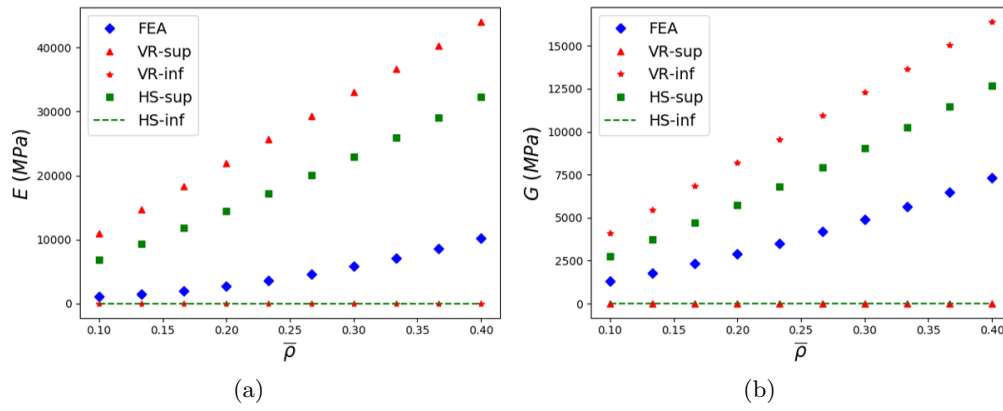 FEA
VR-sup
VR-inf
HS-sup
HS-inf
E (MPa)
40000
30000
20000
10000
0
0.10 0.15 0.20 0.25 0.30 0.35 0.40
ρ̅
(a)
FEA
VR-sup
VR-inf
HS-sup
HS-inf
G (MPa)
15000
12500
10000
7500
5000
2500
0
0.10 0.15 0.20 0.25 0.30 0.35 0.40
ρ̅
(b)